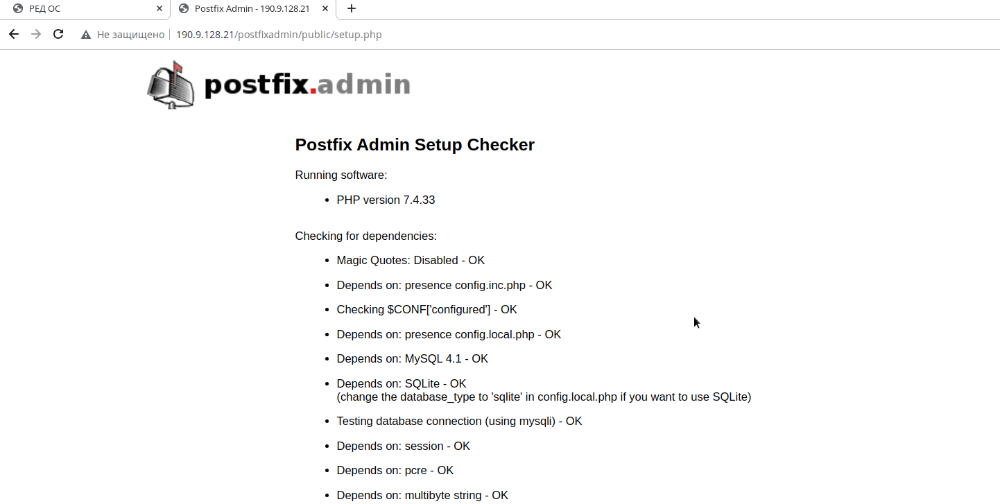 РЕД ОС
Postfix Admin - 190.9.128.21
Не защищено
190.9.128.21/postfixadmin/public/setup.php
postfix.admin
Postfix Admin Setup Checker
Running software:
• PHP version 7.4.33
Checking for dependencies:
• Magic Quotes: Disabled - OK
• Depends on: presence config.inc.php - OK
• Checking $CONF['configured'] - OK
• Depends on: presence config.local.php - OK
• Depends on: MySQL 4.1 - OK
• Depends on: SQLite - OK
(change the database_type to 'sqlite' in config.local.php if you want to use SQLite)
• Testing database connection (using mysqli) - OK
• Depends on: session - OK
• Depends on: pcre - OK
• Depends on: multibyte string - OK